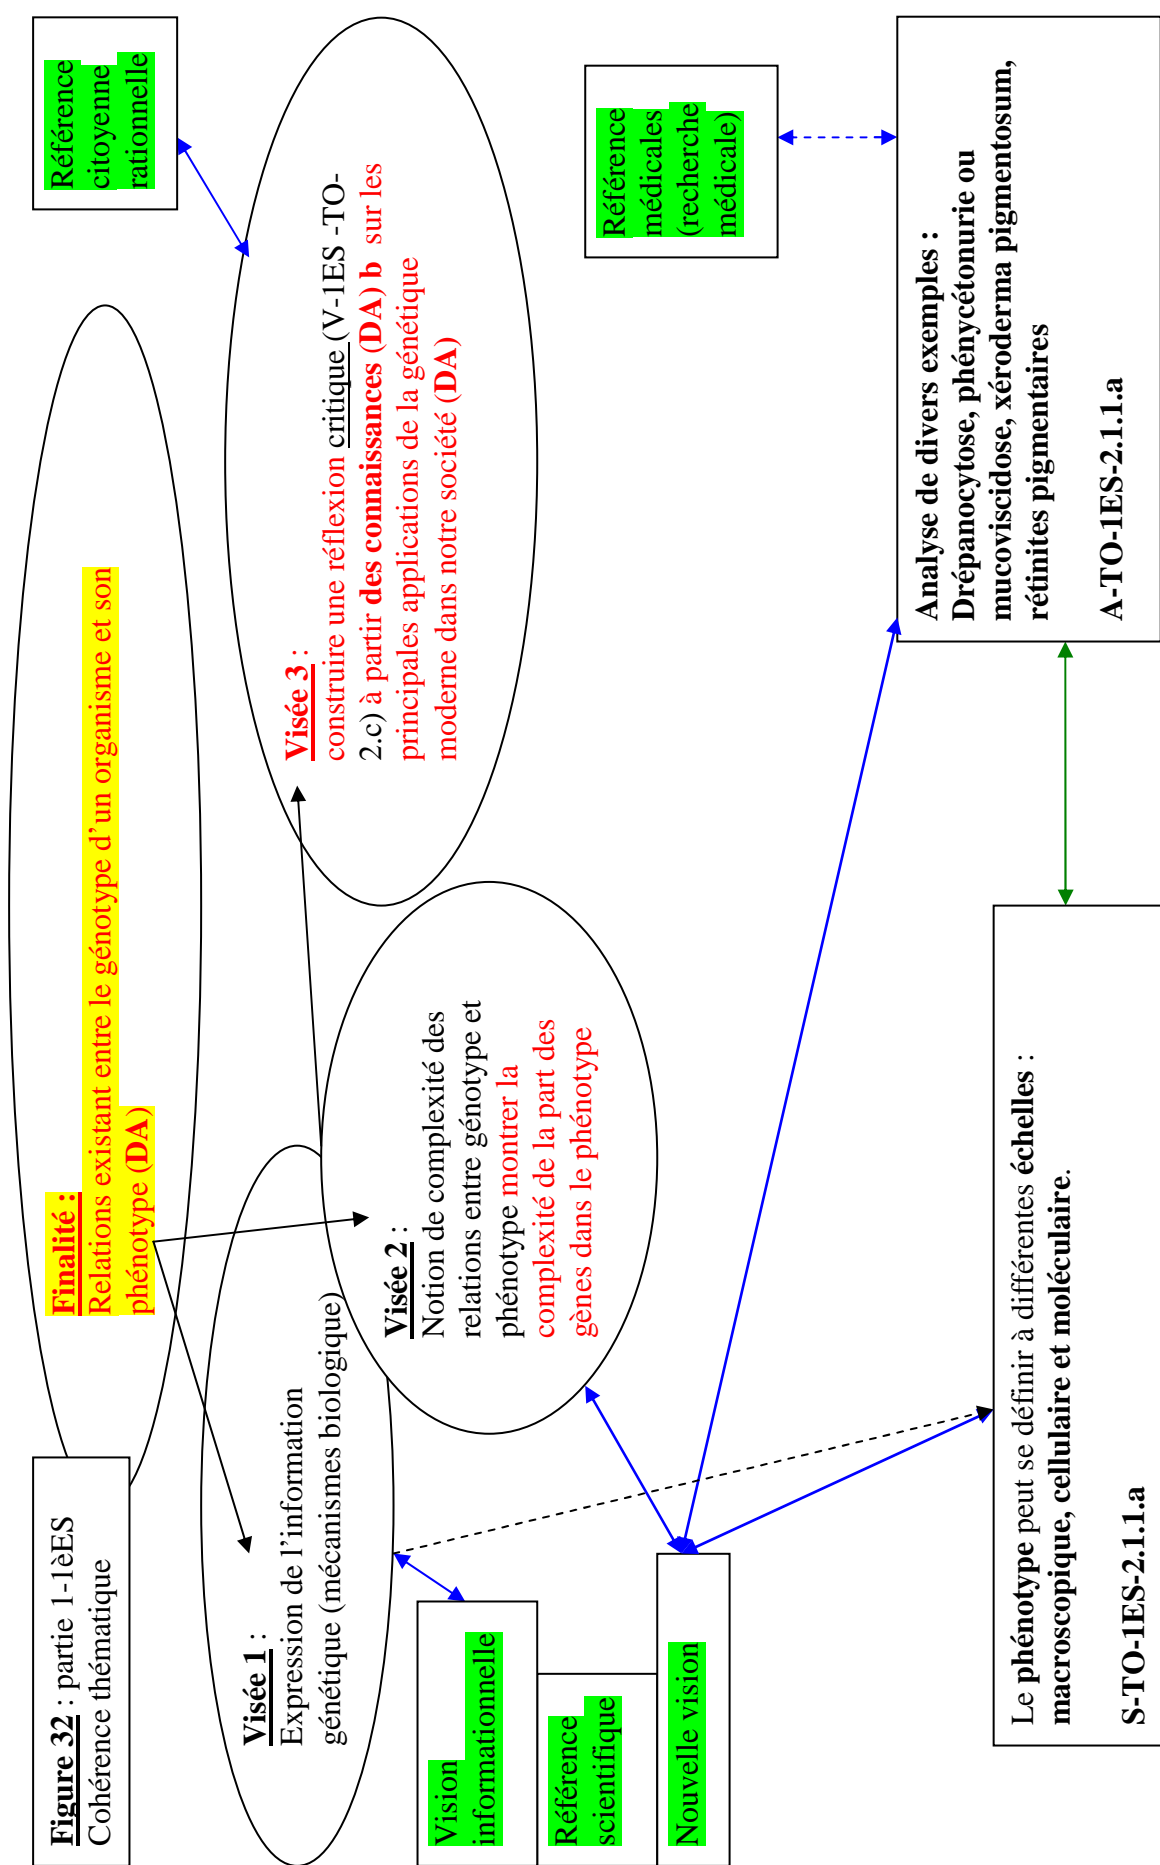 Figure 32 : partie 1-1èES
Cohérence thématique
Finalité :
Relations existant entre le génotype d’un organisme et son
phénotype (DA)
Référence
citoyenne
rationnelle
Visée 1 :
Expression de l’information
génétique (mécanismes biologique)
Visée 2 :
Notion de complexité des
relations entre génotype et
phénotype montrer la
complexité de la part des
gènes dans le phénotype
Visée 3 :
construire une réflexion critique (V-1ES -TO-
2.c) à partir des connaissances (DA) b sur les
principales applications de la génétique
moderne dans notre société (DA)
Vision
informationnelle
Référence
scientifique
Nouvelle vision
Référence
médicales
(recherche
médicale)
Le phénotype peut se définir à différentes échelles :
macroscopique, cellulaire et moléculaire.
S-TO-1ES-2.1.1.a
Analyse de divers exemples :
Drépanocytose, phénycétonurie ou
mucoviscidose, xéroderma pigmentosum,
rétinites pigmentaires
A-TO-1ES-2.1.1.a